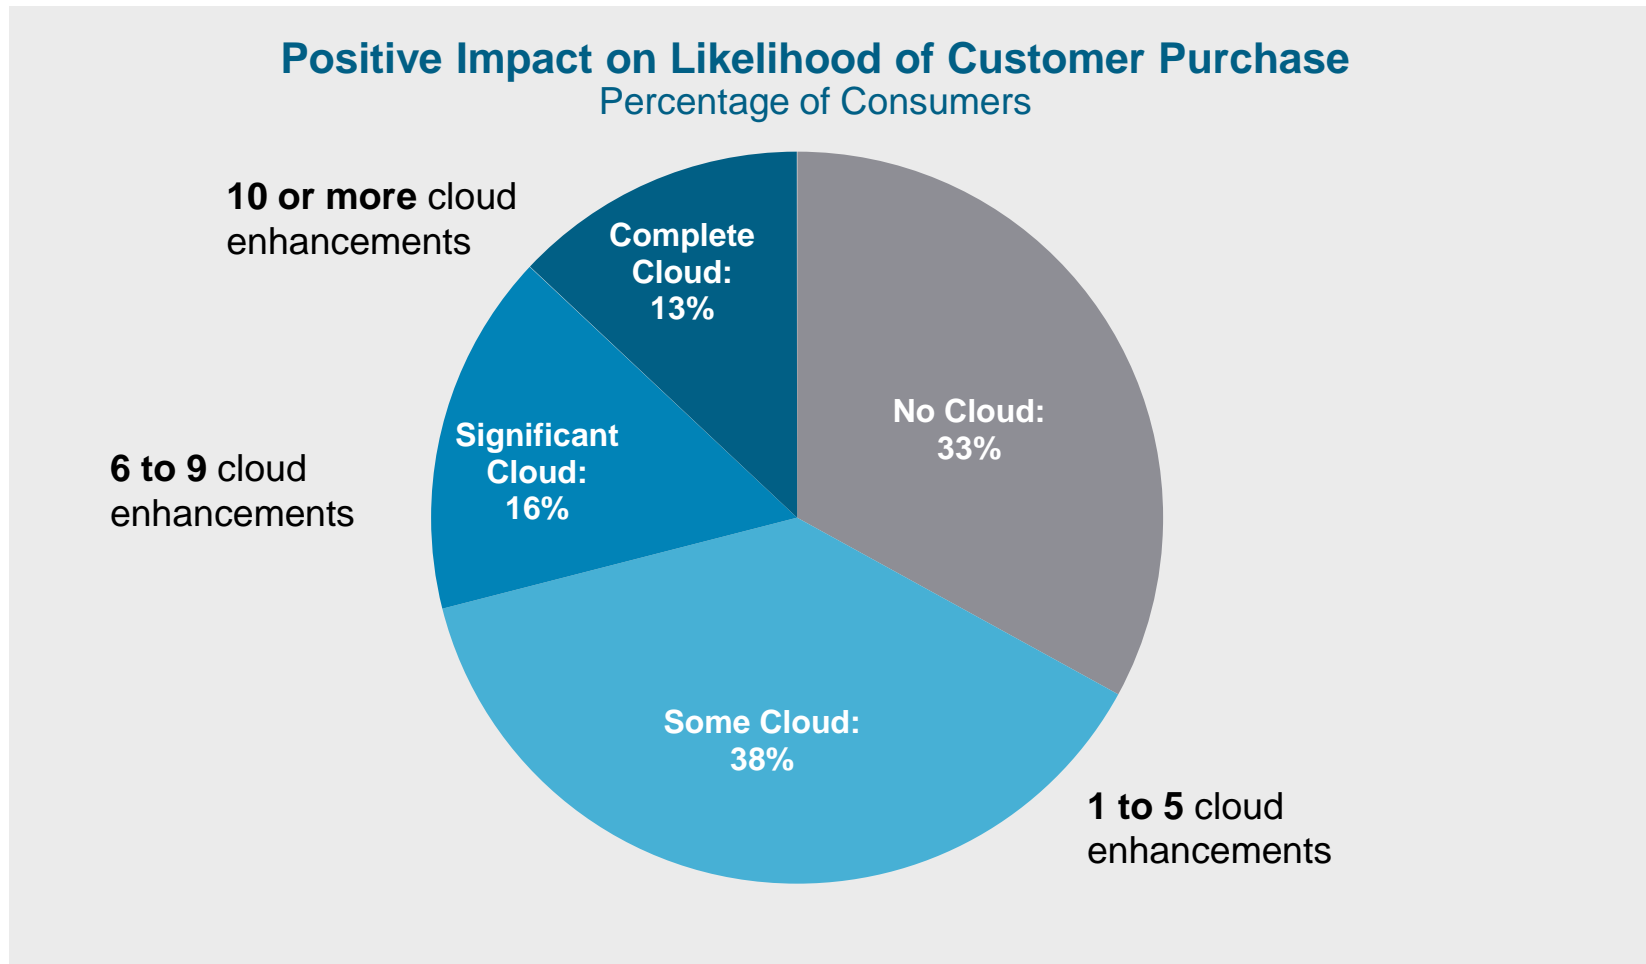 Positive Impact on Likelihood of Customer Purchase
Percentage of Consumers
10 or more cloud
enhancements
Complete
Cloud:
13%
No Cloud:
33%
Significant
Cloud:
16%
6 to 9 cloud
enhancements
Some Cloud:
38%
1 to 5 cloud
enhancements